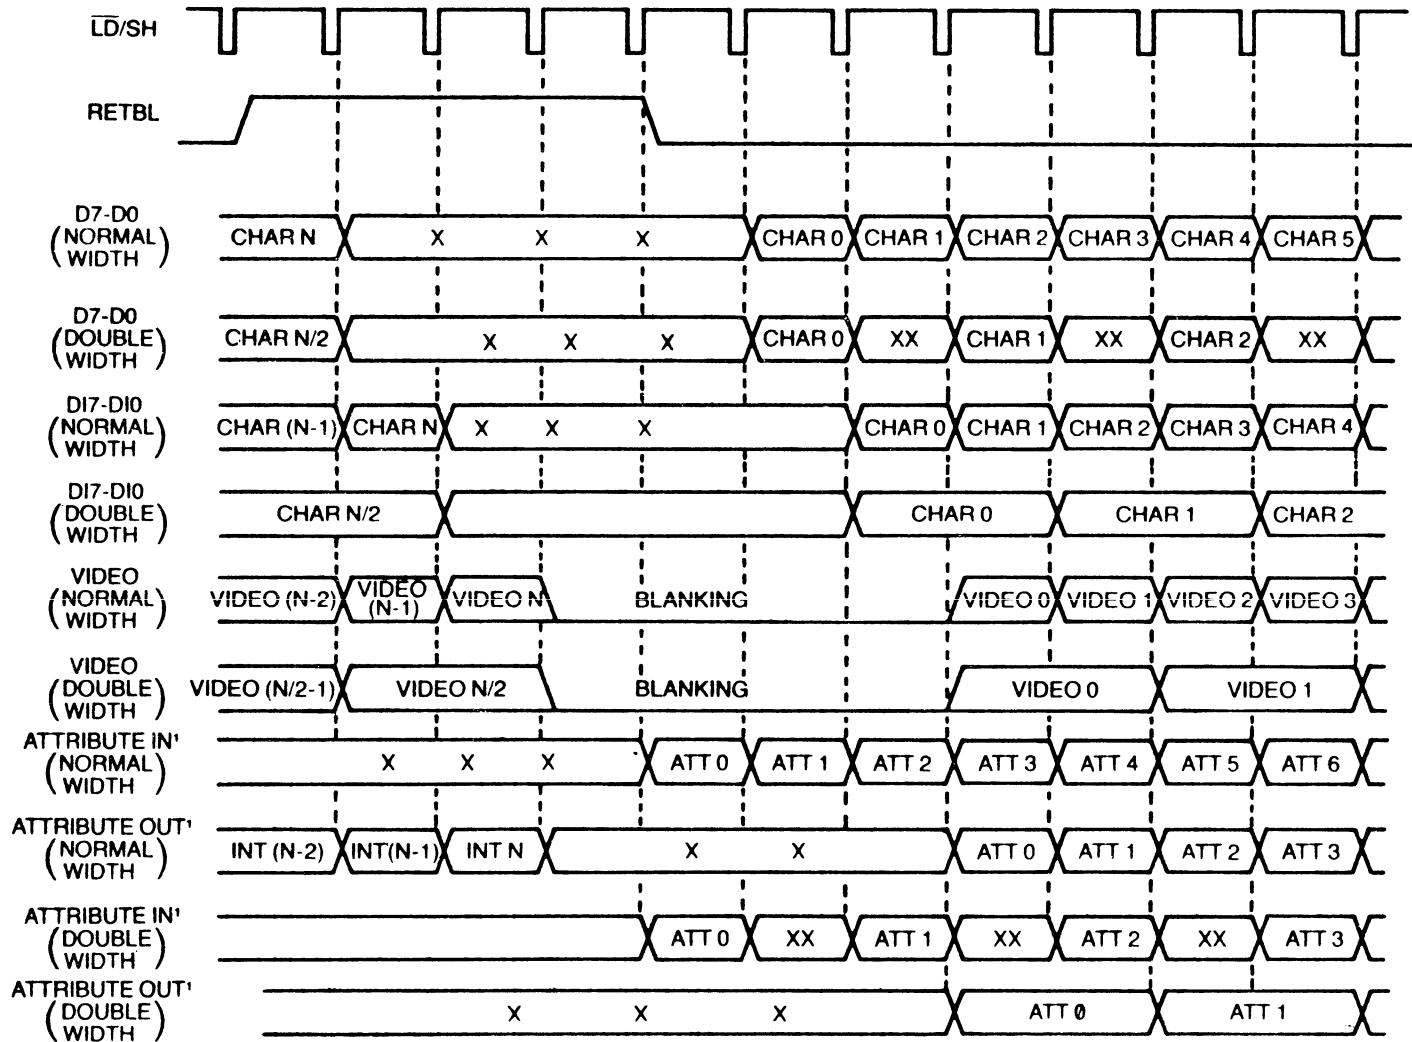 L̅D̅/SH
RETBL
D7-D0
(NORMAL)
WIDTH
CHAR N X X X CHAR 0 CHAR 1 CHAR 2 CHAR 3 CHAR 4 CHAR 5
D7-D0
(DOUBLE)
WIDTH
CHAR N/2 X X X CHAR 0 XX CHAR 1 XX CHAR 2 XX
DI7-DI0
(NORMAL)
WIDTH
CHAR (N-1) CHAR N X X X CHAR 0 CHAR 1 CHAR 2 CHAR 3 CHAR 4
DI7-DI0
(DOUBLE)
WIDTH
CHAR N/2 CHAR 0 CHAR 1 CHAR 2
VIDEO
(NORMAL)
WIDTH
VIDEO (N-2) VIDEO (N-1) VIDEO N BLANKING VIDEO 0 VIDEO 1 VIDEO 2 VIDEO 3
VIDEO
(DOUBLE)
WIDTH
VIDEO (N/2-1) VIDEO N/2 BLANKING VIDEO 0 VIDEO 1
ATTRIBUTE IN¹
(NORMAL)
WIDTH
X X X ATT 0 ATT 1 ATT 2 ATT 3 ATT 4 ATT 5 ATT 6
ATTRIBUTE OUT¹
(NORMAL)
WIDTH
INT (N-2) INT(N-1) INT N X X ATT 0 ATT 1 ATT 2 ATT 3
ATTRIBUTE IN¹
(DOUBLE)
WIDTH
ATT 0 XX ATT 1 XX ATT 2 XX ATT 3
ATTRIBUTE OUT¹
(DOUBLE)
WIDTH
X X X ATT 0 ATT 1